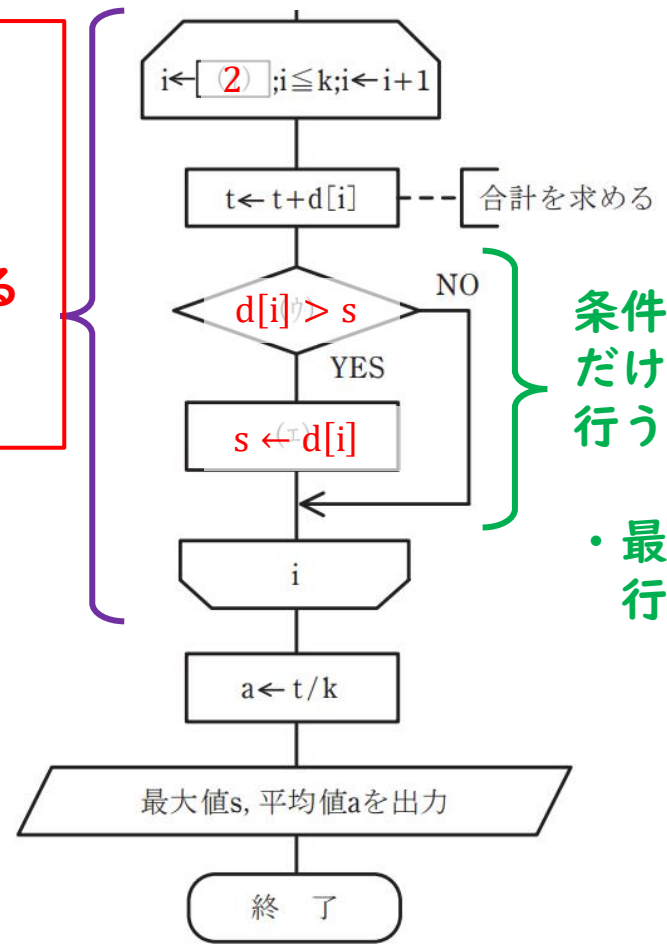 i←2;i≦k;i←i+1
t←t+d[i]
合計を求める
る
d[i] > s
NO
YES
s ← d[i]
条件
だけ
行う
・最
行
i
a←t/k
最大値s,平均値aを出力
終 了